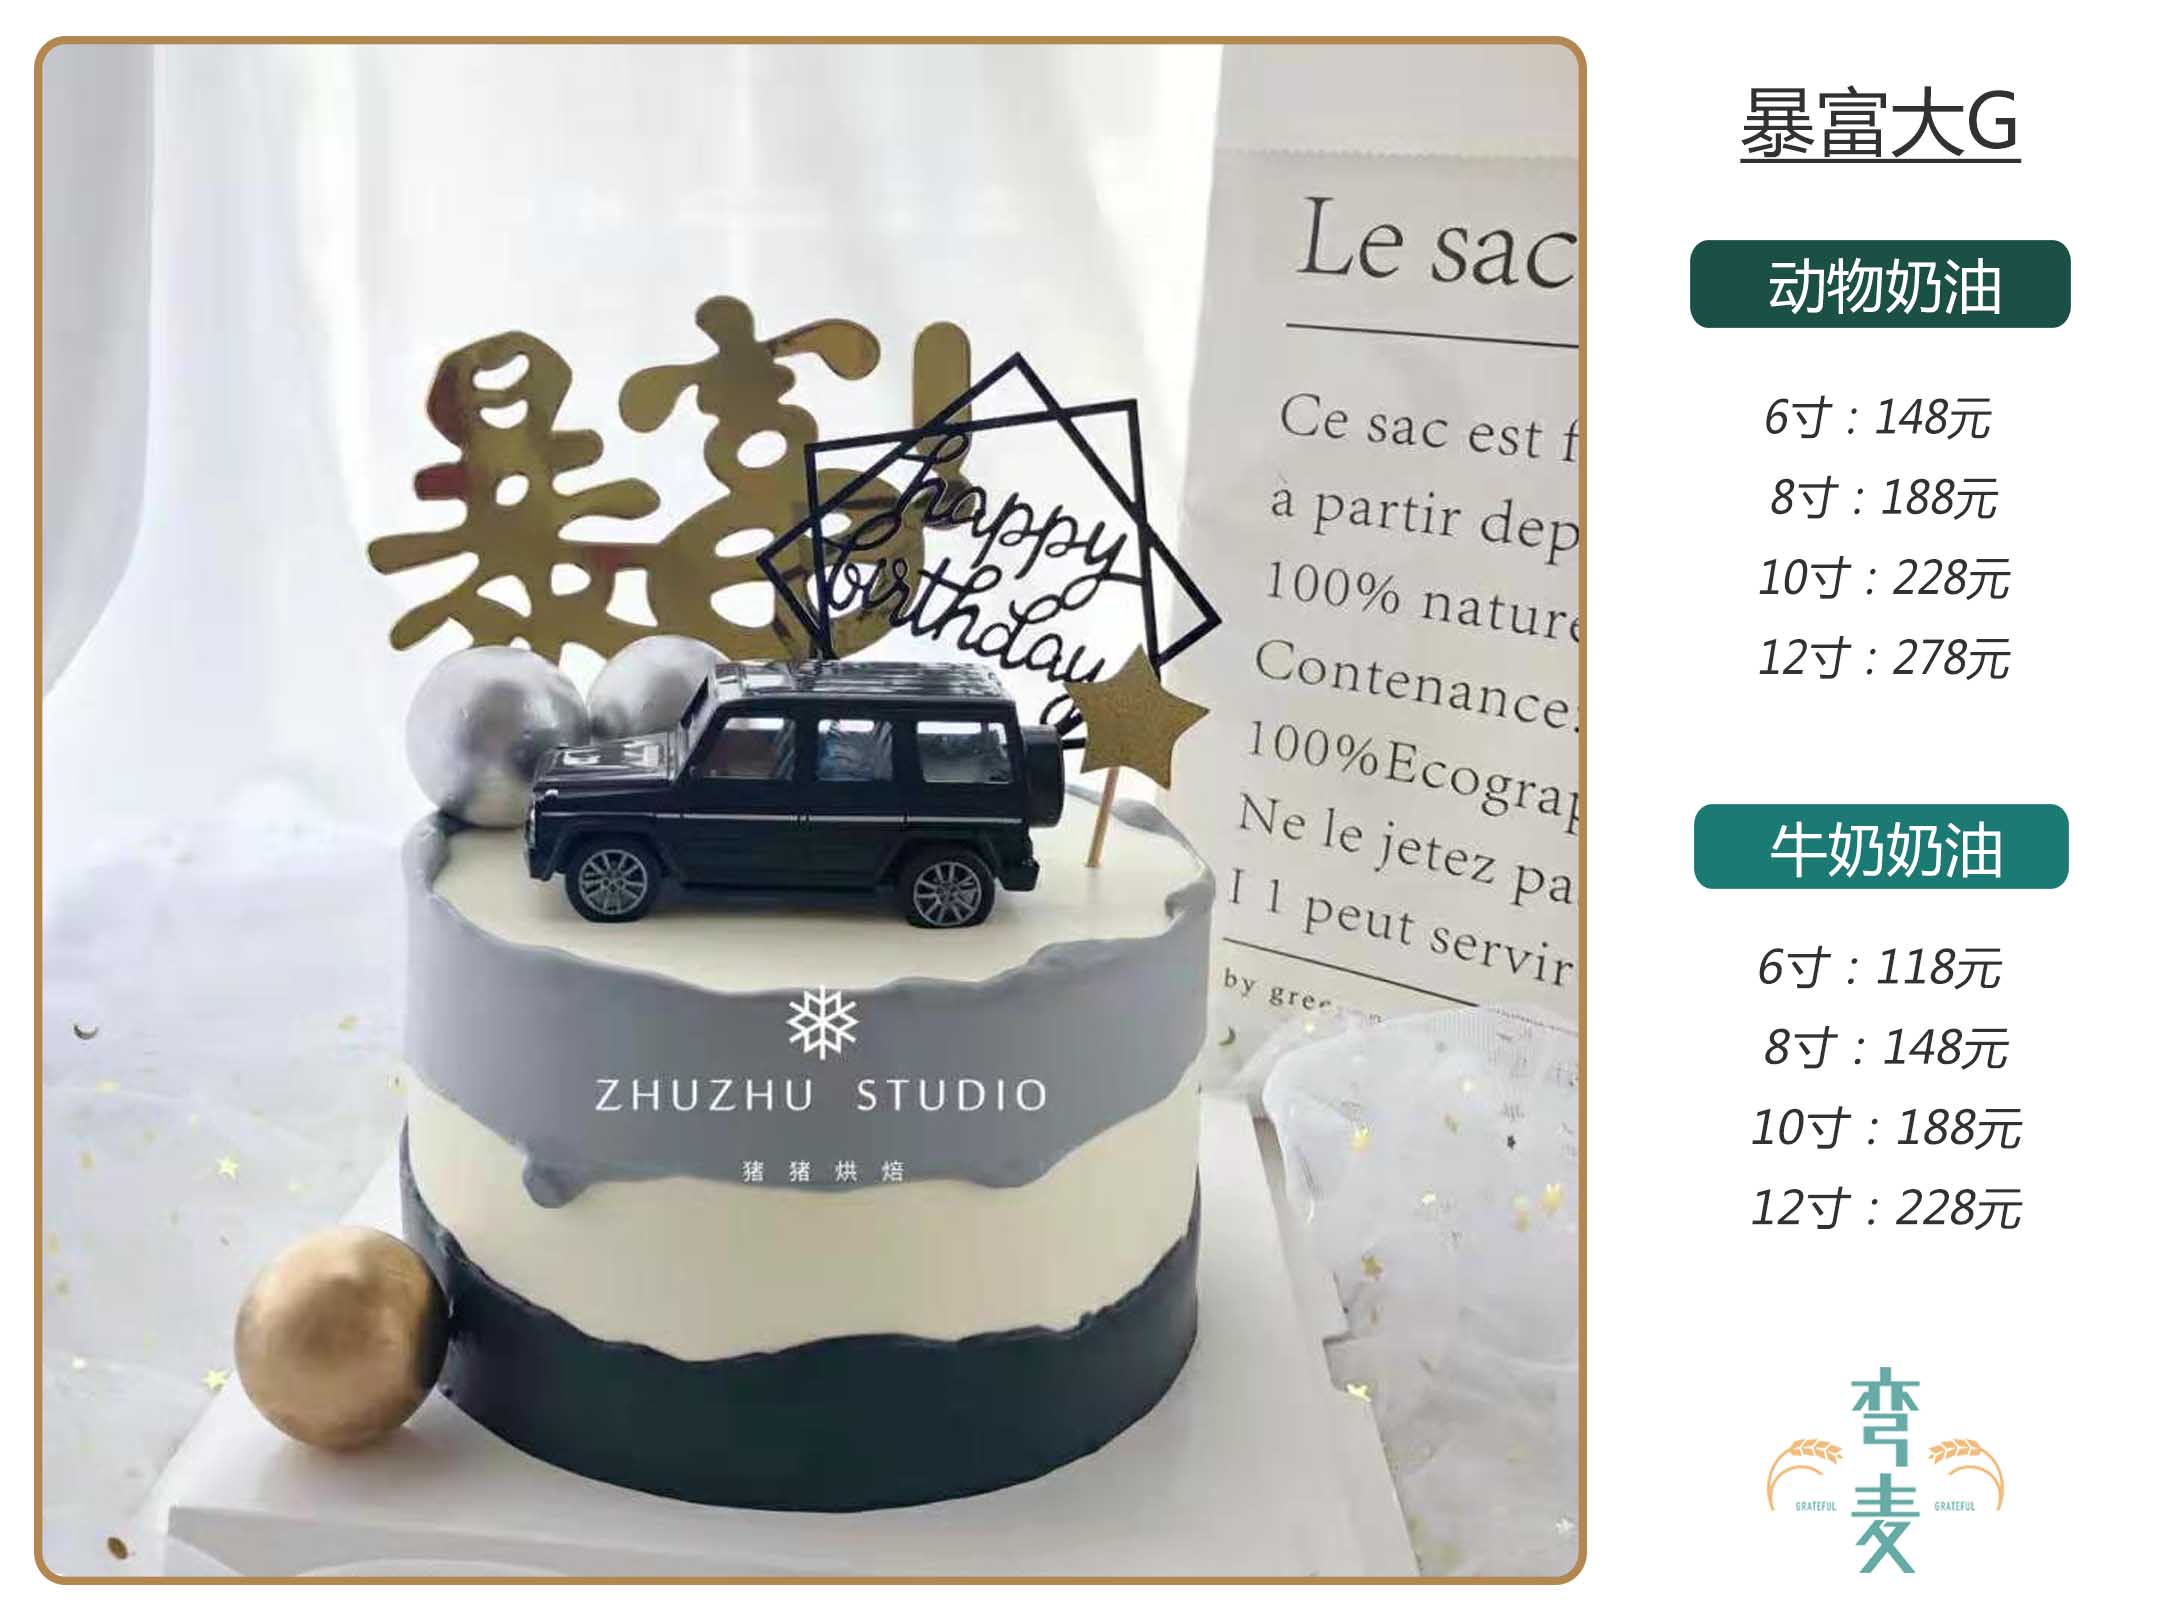 暴富!
happy
birthday
Le sac
Ce sac est f
à partir dep
100% nature
Contenance:
100%Ecograp
Ne le jetez pa
I 1 peut servir
by gree
ZHUZHU STUDIO
猪猪烘焙
暴富大G
动物奶油
6寸：148元
8寸：188元
10寸：228元
12寸：278元
牛奶奶油
6寸：118元
8寸：148元
10寸：188元
12寸：228元
弯麦
GRATEFUL GRATEFUL